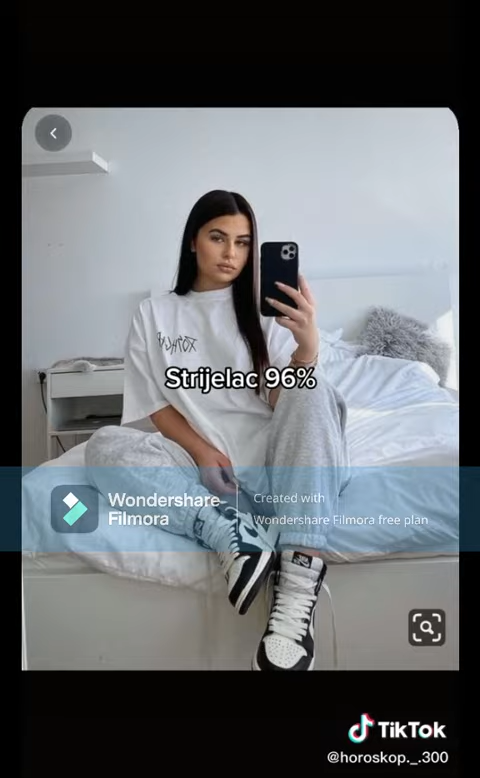 Strijelac 96%
Wondershare
Filmora
Created with
Wondershare Filmora free plan
TikTok
@horoskop._.300